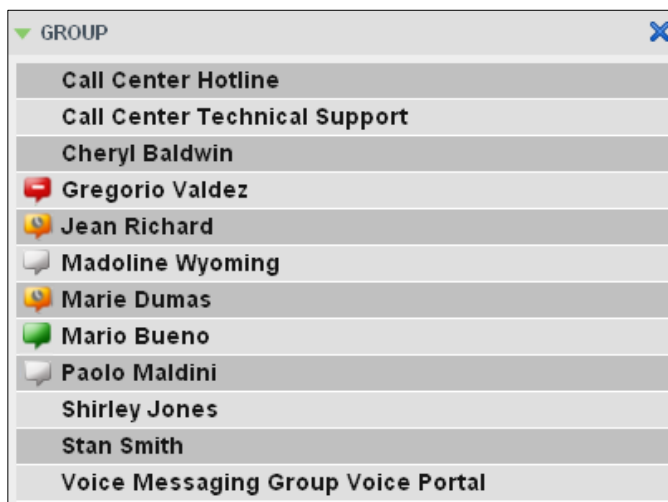 GROUP
Call Center Hotline
Call Center Technical Support
Cheryl Baldwin
Gregorio Valdez
Jean Richard
Madoline Wyoming
Marie Dumas
Mario Bueno
Paolo Maldini
Shirley Jones
Stan Smith
Voice Messaging Group Voice Portal